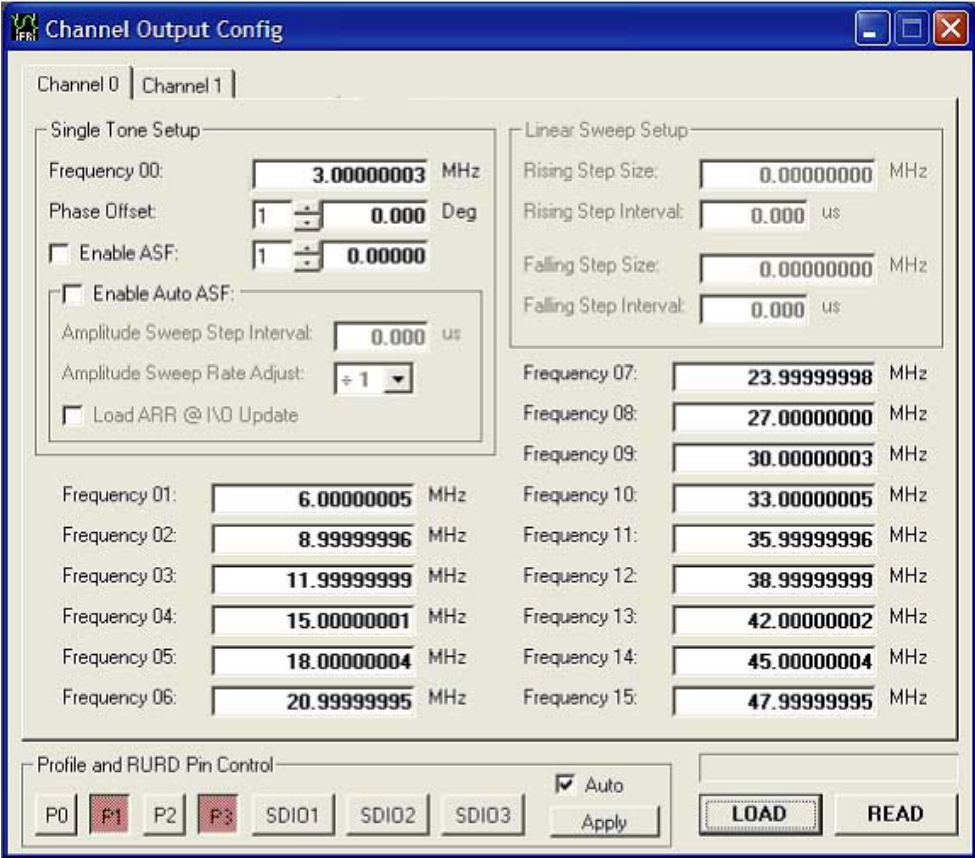 Channel Output Config
Channel 0 Channel 1
Single Tone Setup
Frequency 00: 3.00000003 MHz
Phase Offset: 1 0.000 Deg
Enable ASF: 1 0.00000
Enable Auto ASF:
Amplitude Sweep Step Interval: 0.000 us
Amplitude Sweep Rate Adjust: ÷ 1
Load ARR @ I\O Update
Frequency 01: 6.00000005 MHz
Frequency 02: 8.99999996 MHz
Frequency 03: 11.99999999 MHz
Frequency 04: 15.00000001 MHz
Frequency 05: 18.00000004 MHz
Frequency 06: 20.99999995 MHz
Linear Sweep Setup
Rising Step Size: 0.00000000 MHz
Rising Step Interval: 0.000 us
Falling Step Size: 0.00000000 MHz
Falling Step Interval: 0.000 us
Frequency 07: 23.99999998 MHz
Frequency 08: 27.00000000 MHz
Frequency 09: 30.00000003 MHz
Frequency 10: 33.00000005 MHz
Frequency 11: 35.99999996 MHz
Frequency 12: 38.99999999 MHz
Frequency 13: 42.00000002 MHz
Frequency 14: 45.00000004 MHz
Frequency 15: 47.99999995 MHz
Profile and RURD Pin Control
P0 P1 P2 P3 SDIO1 SDIO2 SDIO3
Auto
Apply
LOAD READ